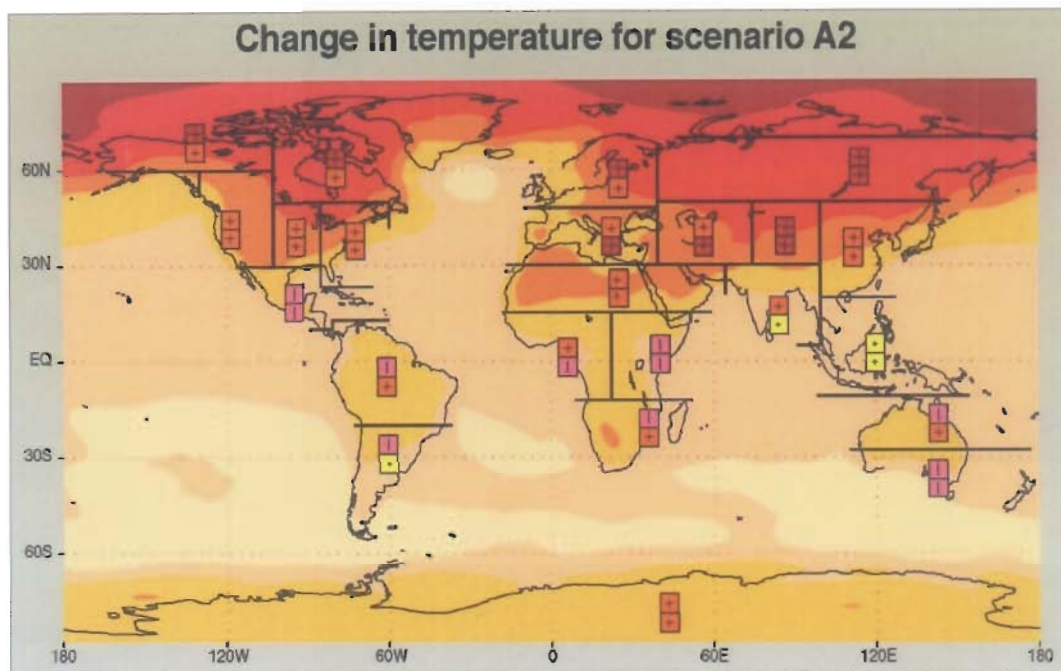 Change in temperature for scenario A2
60N
30N
EQ
30S
60S
180 120W 60W 0 60E 120E 180